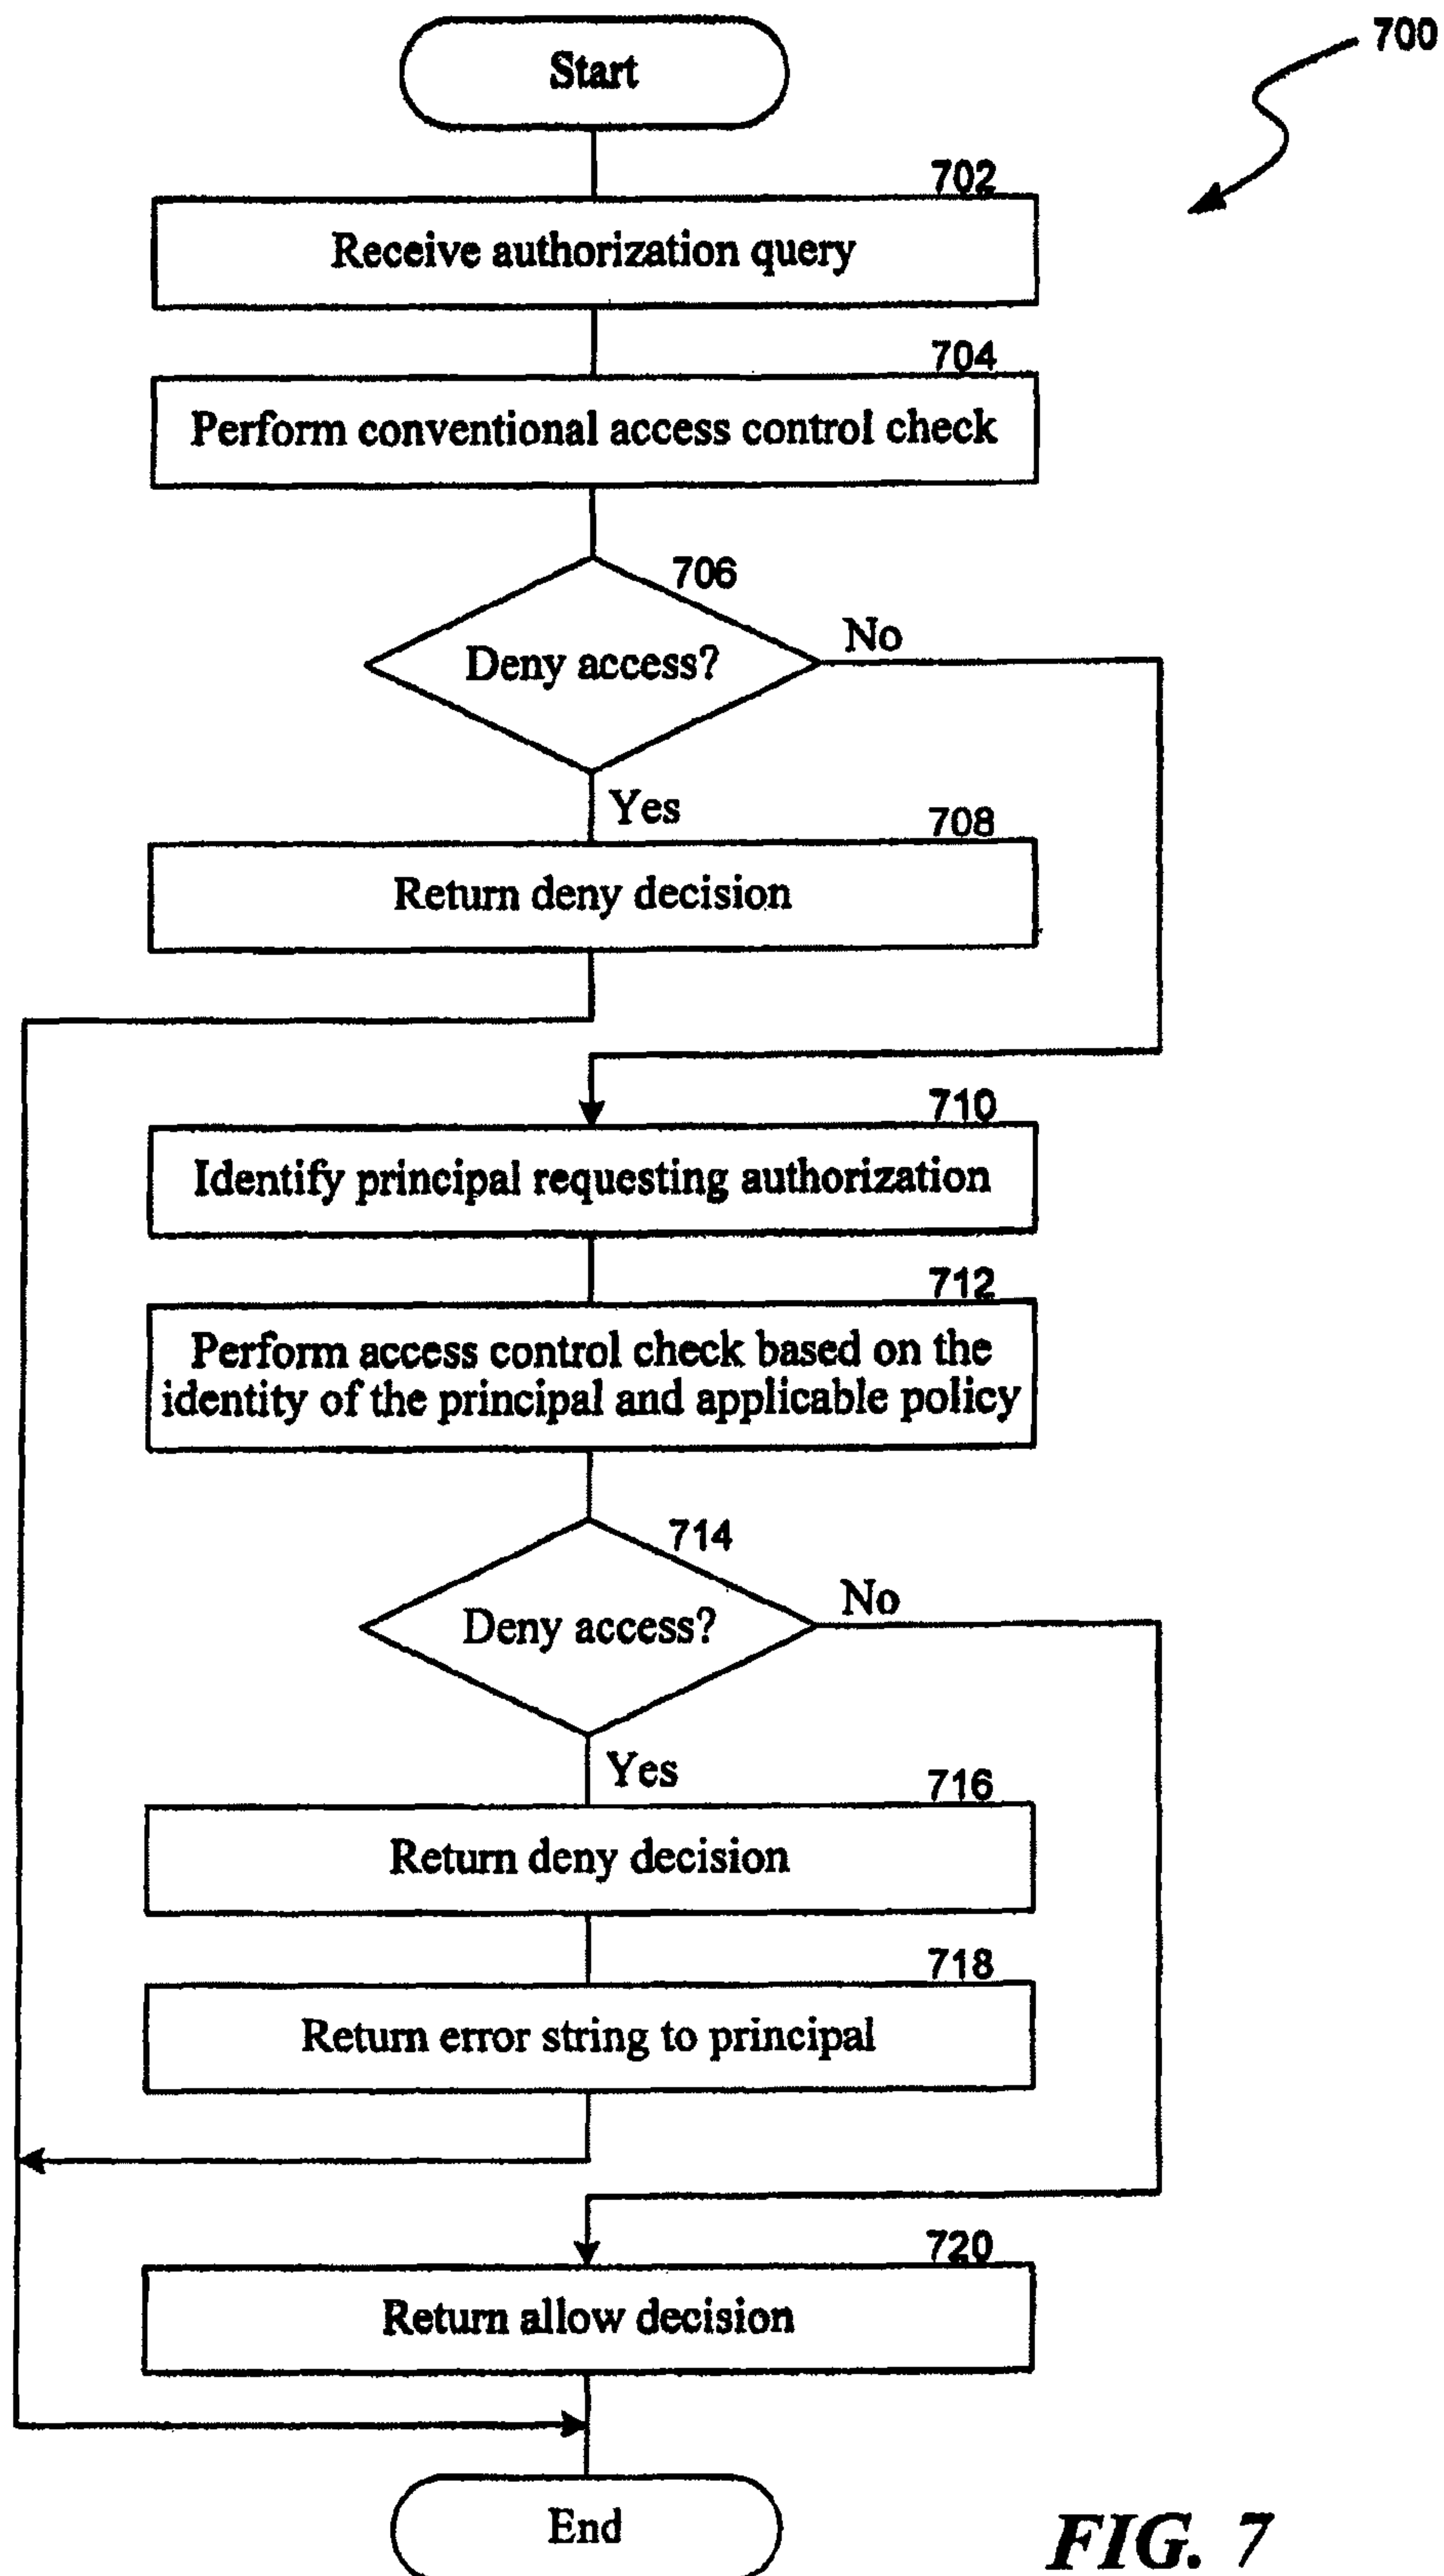 700
Start
702
Receive authorization query
704
Perform conventional access control check
706
Deny access?
No
Yes
708
Return deny decision
710
Identify principal requesting authorization
712
Perform access control check based on the
identity of the principal and applicable policy
714
Deny access?
No
Yes
716
Return deny decision
718
Return error string to principal
720
Return allow decision
End
FIG. 7